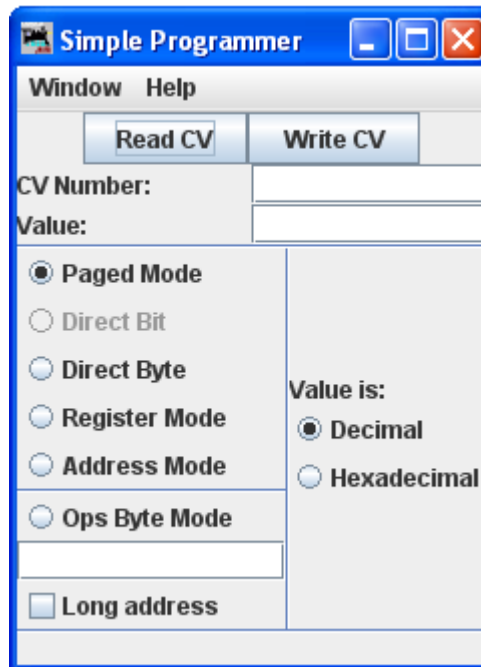 Simple Programmer
Window Help
Read CV Write CV
CV Number:
Value:
Paged Mode
Direct Bit
Direct Byte
Register Mode
Address Mode
Ops Byte Mode
Long address
Value is:
Decimal
Hexadecimal